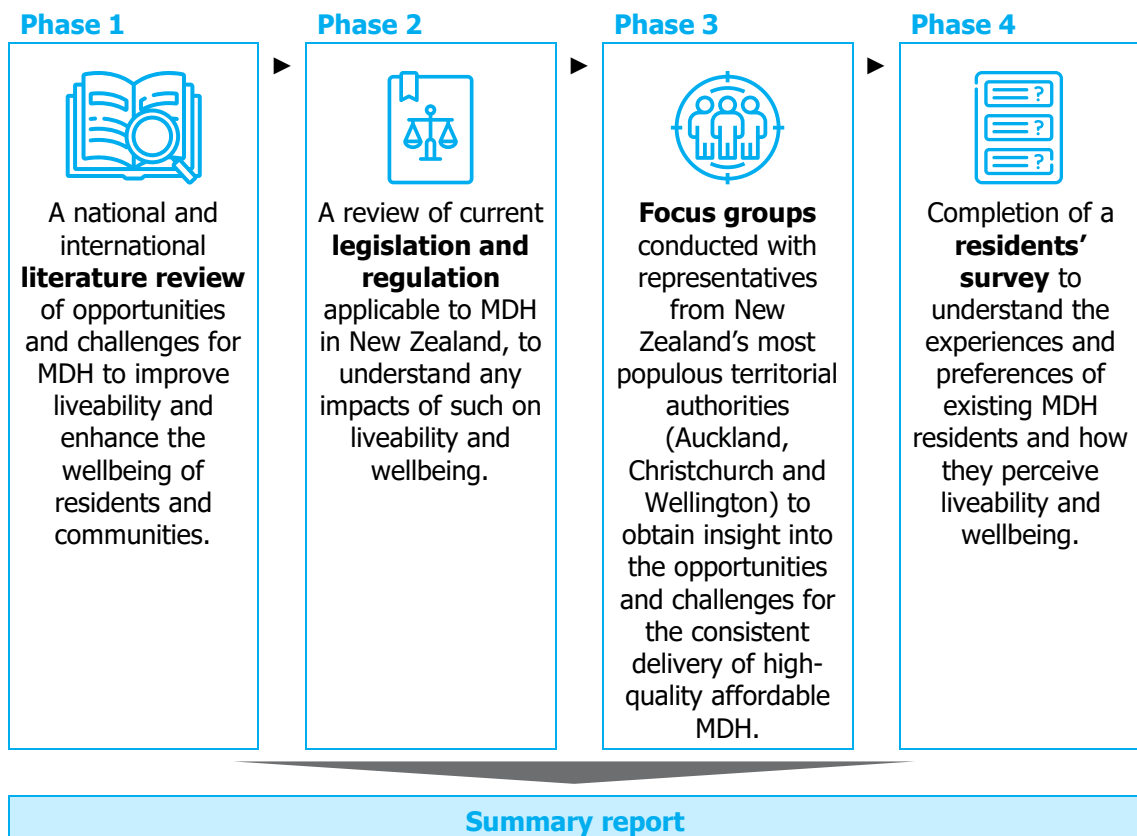 Phase 1
A national and
international
literature review
of opportunities
and challenges for
MDH to improve
liveability and
enhance the
wellbeing of
residents and
communities.
Phase 2
A review of current
legislation and
regulation
applicable to MDH
in New Zealand, to
understand any
impacts of such on
liveability and
wellbeing.
Phase 3
Focus groups
conducted with
representatives
from New
Zealand’s most
populous territorial
authorities
(Auckland,
Christchurch and
Wellington) to
obtain insight into
the opportunities
and challenges for
the consistent
delivery of high-
quality affordable
MDH.
Phase 4
?
?
?
Completion of a
residents’
survey to
understand the
experiences and
preferences of
existing MDH
residents and how
they perceive
liveability and
wellbeing.
Summary report